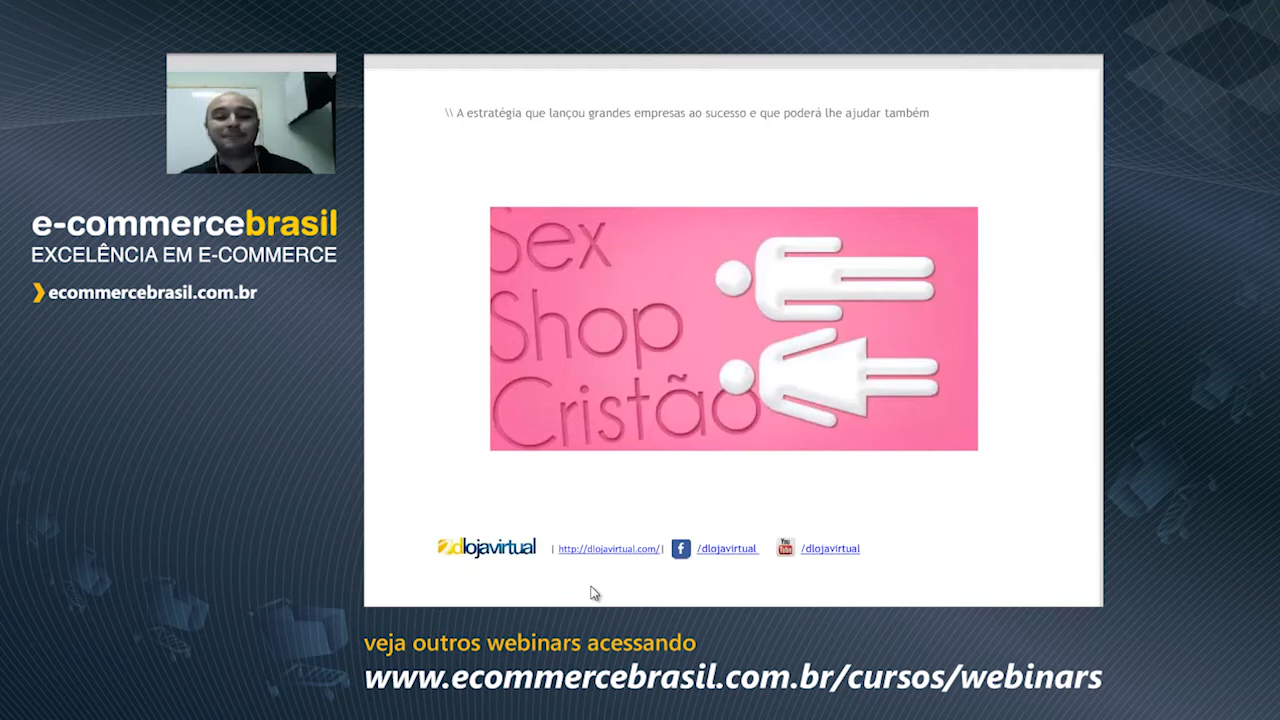 \\ A estratégia que lançou grandes empresas ao sucesso e que poderá lhe ajudar também
Sex
Shop
Cristão
e-commercebrasil
EXCELÊNCIA EM E-COMMERCE
ecommercebrasil.com.br
dlojavirtual | http://dlojavirtual.com/ | f /dlojavirtual You Tube /dlojavirtual
veja outros webinars acessando
www.ecommercebrasil.com.br/cursos/webinars